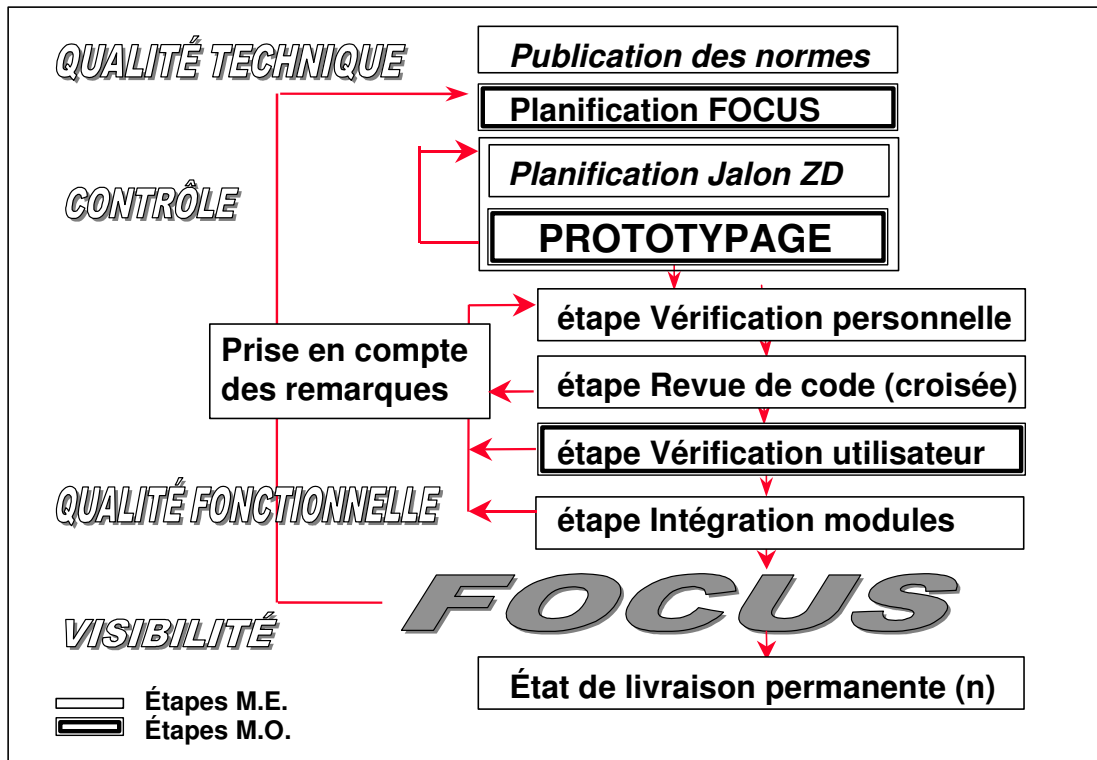 QUALITÉ TECHNIQUE
Publication des normes
Planification FOCUS
Planification Jalon ZD
CONTRÔLE
PROTOTYPAGE
étape Vérification personnelle
Prise en compte
des remarques
étape Revue de code (croisée)
étape Vérification utilisateur
QUALITÉ FONCTIONNELLE
étape Intégration modules
FOCUS
VISIBILITÉ
État de livraison permanente (n)
Étapes M.E.
Étapes M.O.